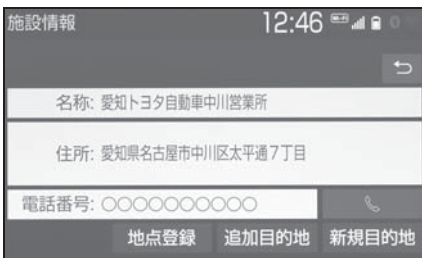 施設情報 12:46
名称: 愛知トヨタ自動車中川営業所
住所: 愛知県名古屋市中川区太平通7丁目
電話番号: ○○○○○○○○○○
地点登録 追加目的地 新規目的地